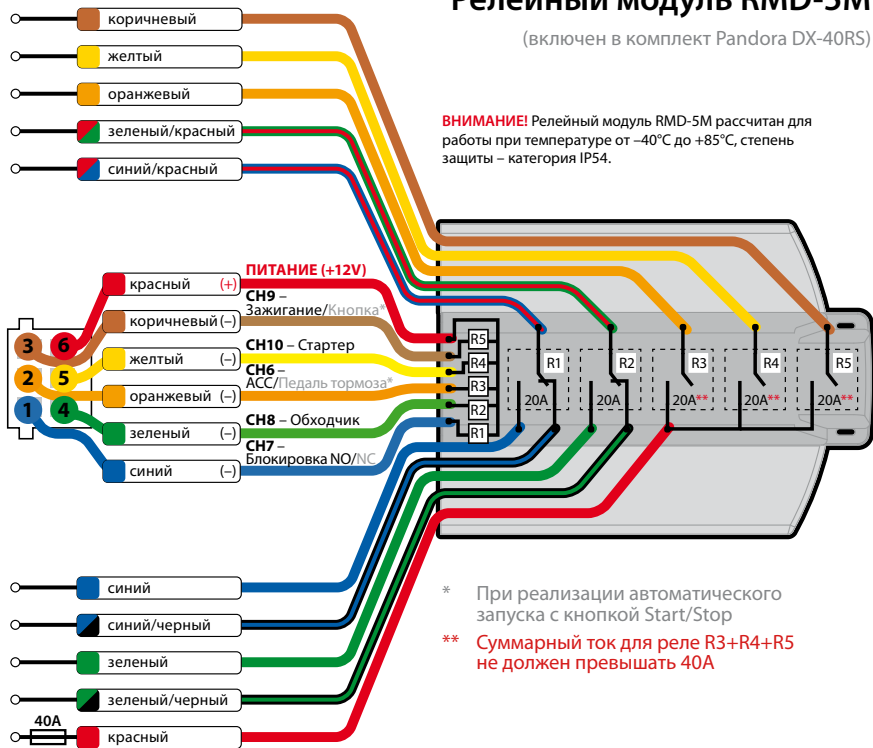 Релейный модуль RMD-5M
(включен в комплект Pandora DX-40RS)
ВНИМАНИЕ! Релейный модуль RMD-5M рассчитан для
работы при температуре от –40°C до +85°C, степень
защиты – категория IP54.
коричневый
желтый
оранжевый
зеленый/красный
синий/красный
ПИТАНИЕ (+12V)
красный (+)
CH9 –
Зажигание/Кнопка*
коричневый (–)
CH10 – Стартер
желтый (–)
CH6 –
ACC/Педаль тормоза*
оранжевый (–)
CH8 – Обходчик
зеленый (–)
CH7 –
Блокировка NO/NC
синий (–)
3 6
2 5
1 4
R5
R4
R3
R2
R1
R1 R2 R3 R4 R5
20A 20A 20A** 20A** 20A**
синий
синий/черный
зеленый
зеленый/черный
40A
красный
* При реализации автоматического
запуска с кнопкой Start/Stop
** Суммарный ток для реле R3+R4+R5
не должен превышать 40A